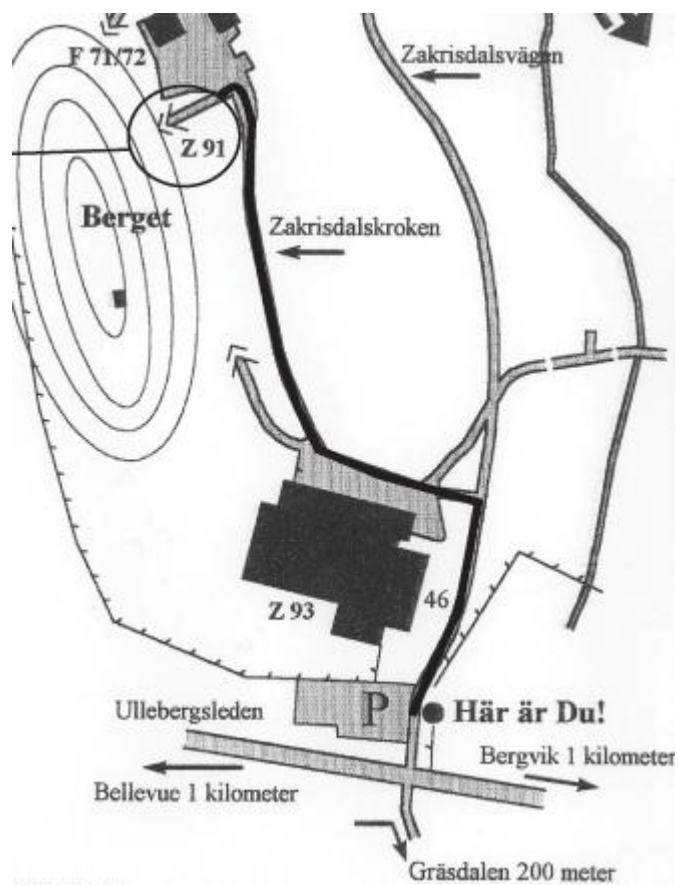 F 71/72
Zakrisdalsvägen
Z 91
Berget
Zakrisdalskroken
Z 93
46
P
Här är Du!
Ullebergsleden
Bergvik 1 kilometer
Bellevue 1 kilometer
Gräsdalen 200 meter